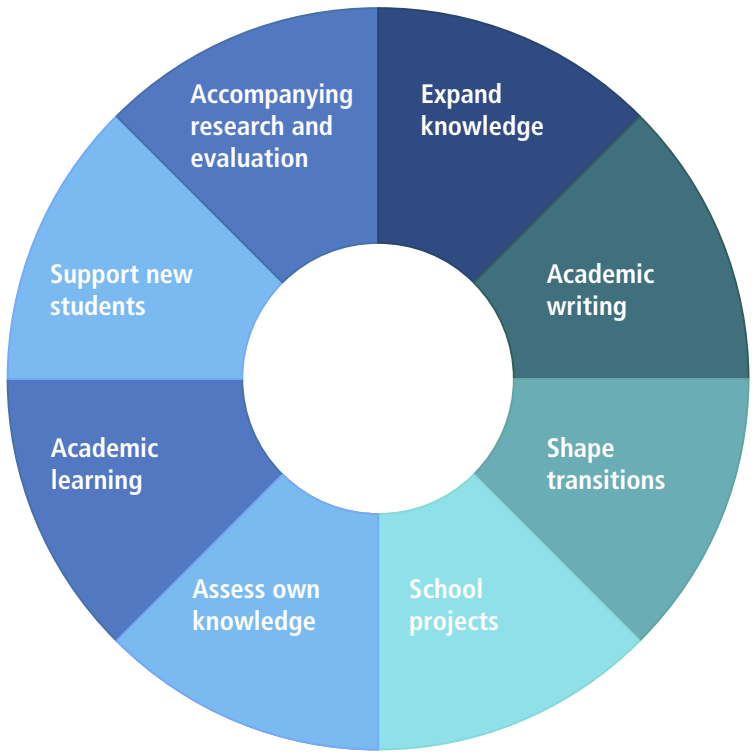 Accompanying
research and
evaluation
Expand
knowledge
Academic
writing
Shape
transitions
School
projects
Assess own
knowledge
Academic
learning
Support new
students